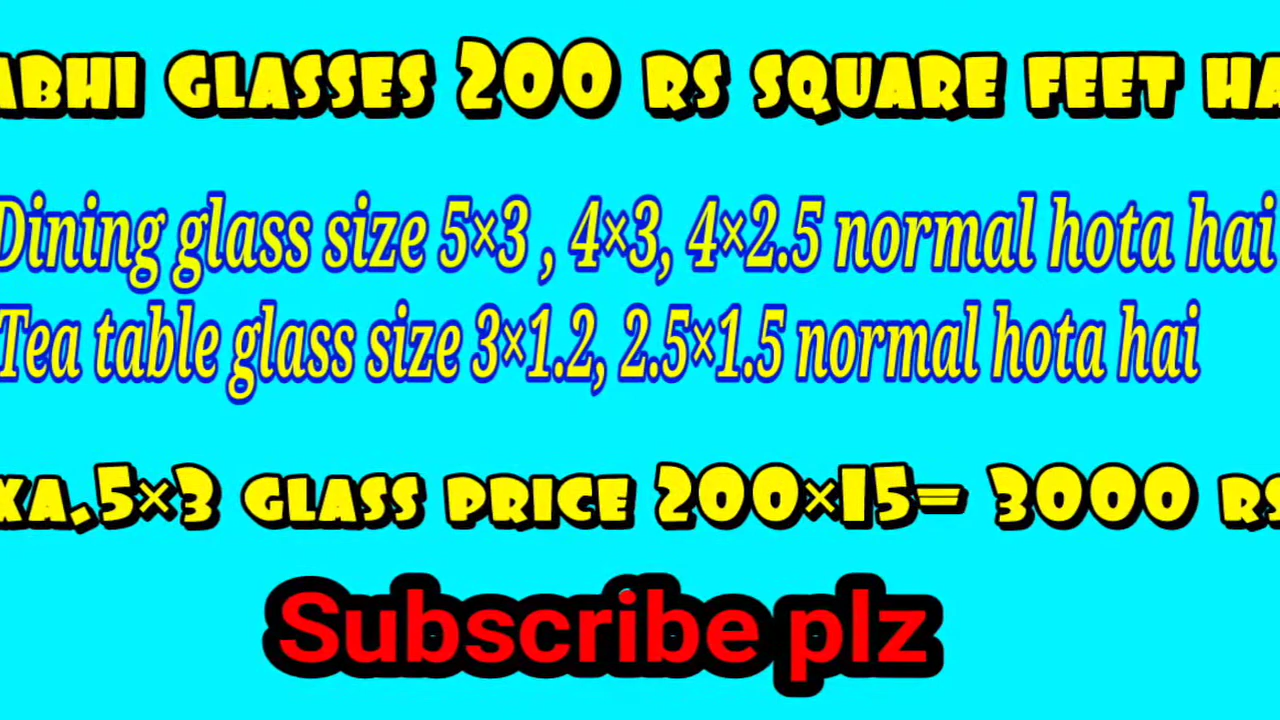 ABHI GLASSES 200 RS SQUARE FEET HA
Dining glass size 5×3 , 4×3, 4×2.5 normal hota hai
Tea table glass size 3×1.2, 2.5×1.5 normal hota hai
KA.5×3 GLASS PRICE 200×15= 3000 RS
Subscribe plz